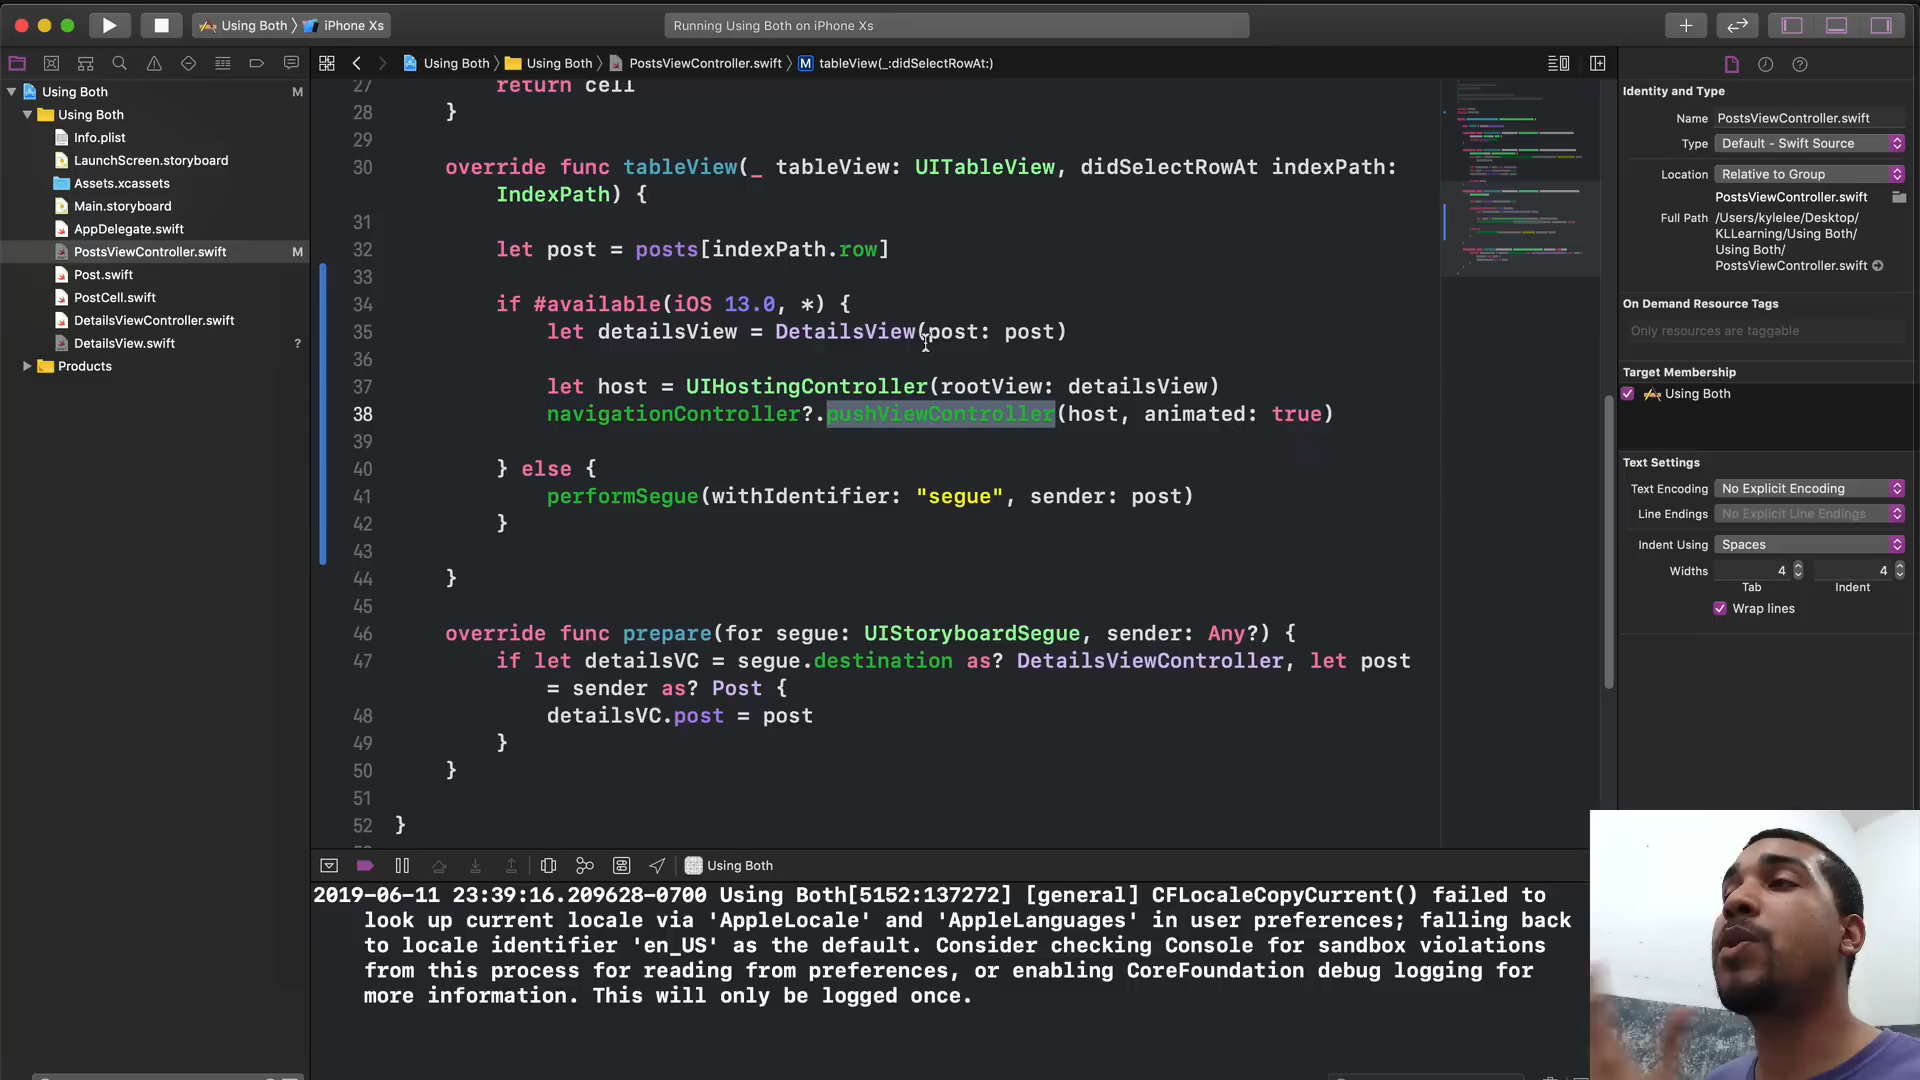 Using Both 〉 iPhone Xs
Running Using Both on iPhone Xs
Using Both 〉 Using Both 〉 PostsViewController.swift 〉 M tableView(_:didSelectRowAt:)
Using Both M
Using Both
Info.plist
LaunchScreen.storyboard
Assets.xcassets
Main.storyboard
AppDelegate.swift
PostsViewController.swift M
Post.swift
PostCell.swift
DetailsViewController.swift
DetailsView.swift ?
Products
27 return cell
28 }
29
30 override func tableView(_ tableView: UITableView, didSelectRowAt indexPath:
IndexPath) {
31
32 let post = posts[indexPath.row]
33
34 if #available(iOS 13.0, *) {
35 let detailsView = DetailsView(post: post)
36
37 let host = UIHostingController(rootView: detailsView)
38 navigationController?.pushViewController(host, animated: true)
39
40 } else {
41 performSegue(withIdentifier: "segue", sender: post)
42 }
43
44 }
45
46 override func prepare(for segue: UIStoryboardSegue, sender: Any?) {
47 if let detailsVC = segue.destination as? DetailsViewController, let post
= sender as? Post {
48 detailsVC.post = post
49 }
50 }
51
52 }
Using Both
2019-06-11 23:39:16.209628-0700 Using Both[5152:137272] [general] CFLocaleCopyCurrent() failed to
look up current locale via 'AppleLocale' and 'AppleLanguages' in user preferences; falling back
to locale identifier 'en_US' as the default. Consider checking Console for sandbox violations
from this process for reading from preferences, or enabling CoreFoundation debug logging for
more information. This will only be logged once.
Identity and Type
Name PostsViewController.swift
Type Default - Swift Source
Location Relative to Group
PostsViewController.swift
Full Path /Users/kylelee/Desktop/
KLLearning/Using Both/
Using Both/
PostsViewController.swift
On Demand Resource Tags
Only resources are taggable
Target Membership
Using Both
Text Settings
Text Encoding No Explicit Encoding
Line Endings No Explicit Line Endings
Indent Using Spaces
Widths 4 4
Tab Indent
Wrap lines